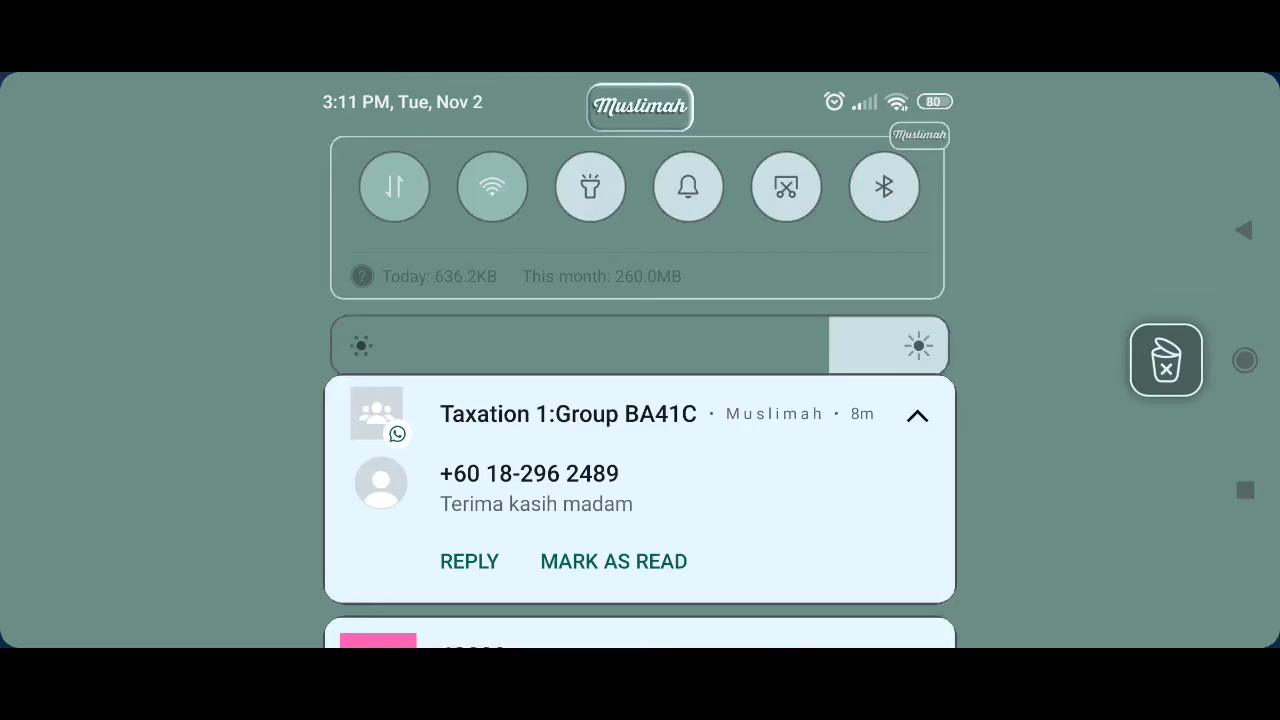 3:11 PM, Tue, Nov 2
Muslimah
80
Muslimah
Today: 636.2KB This month: 260.0MB
Taxation 1:Group BA41C • Muslimah • 8m
+60 18-296 2489
Terima kasih madam
REPLY MARK AS READ